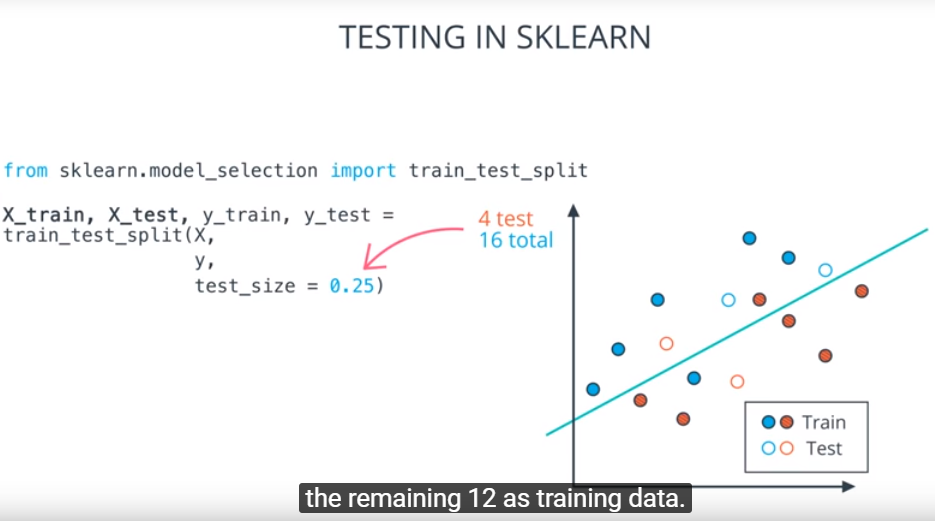 TESTING IN SKLEARN
from sklearn.model_selection import train_test_split
X_train, X_test, y_train, y_test =
train_test_split(X,
y,
test_size = 0.25)
4 test
16 total
Train
Test
the remaining 12 as training data.